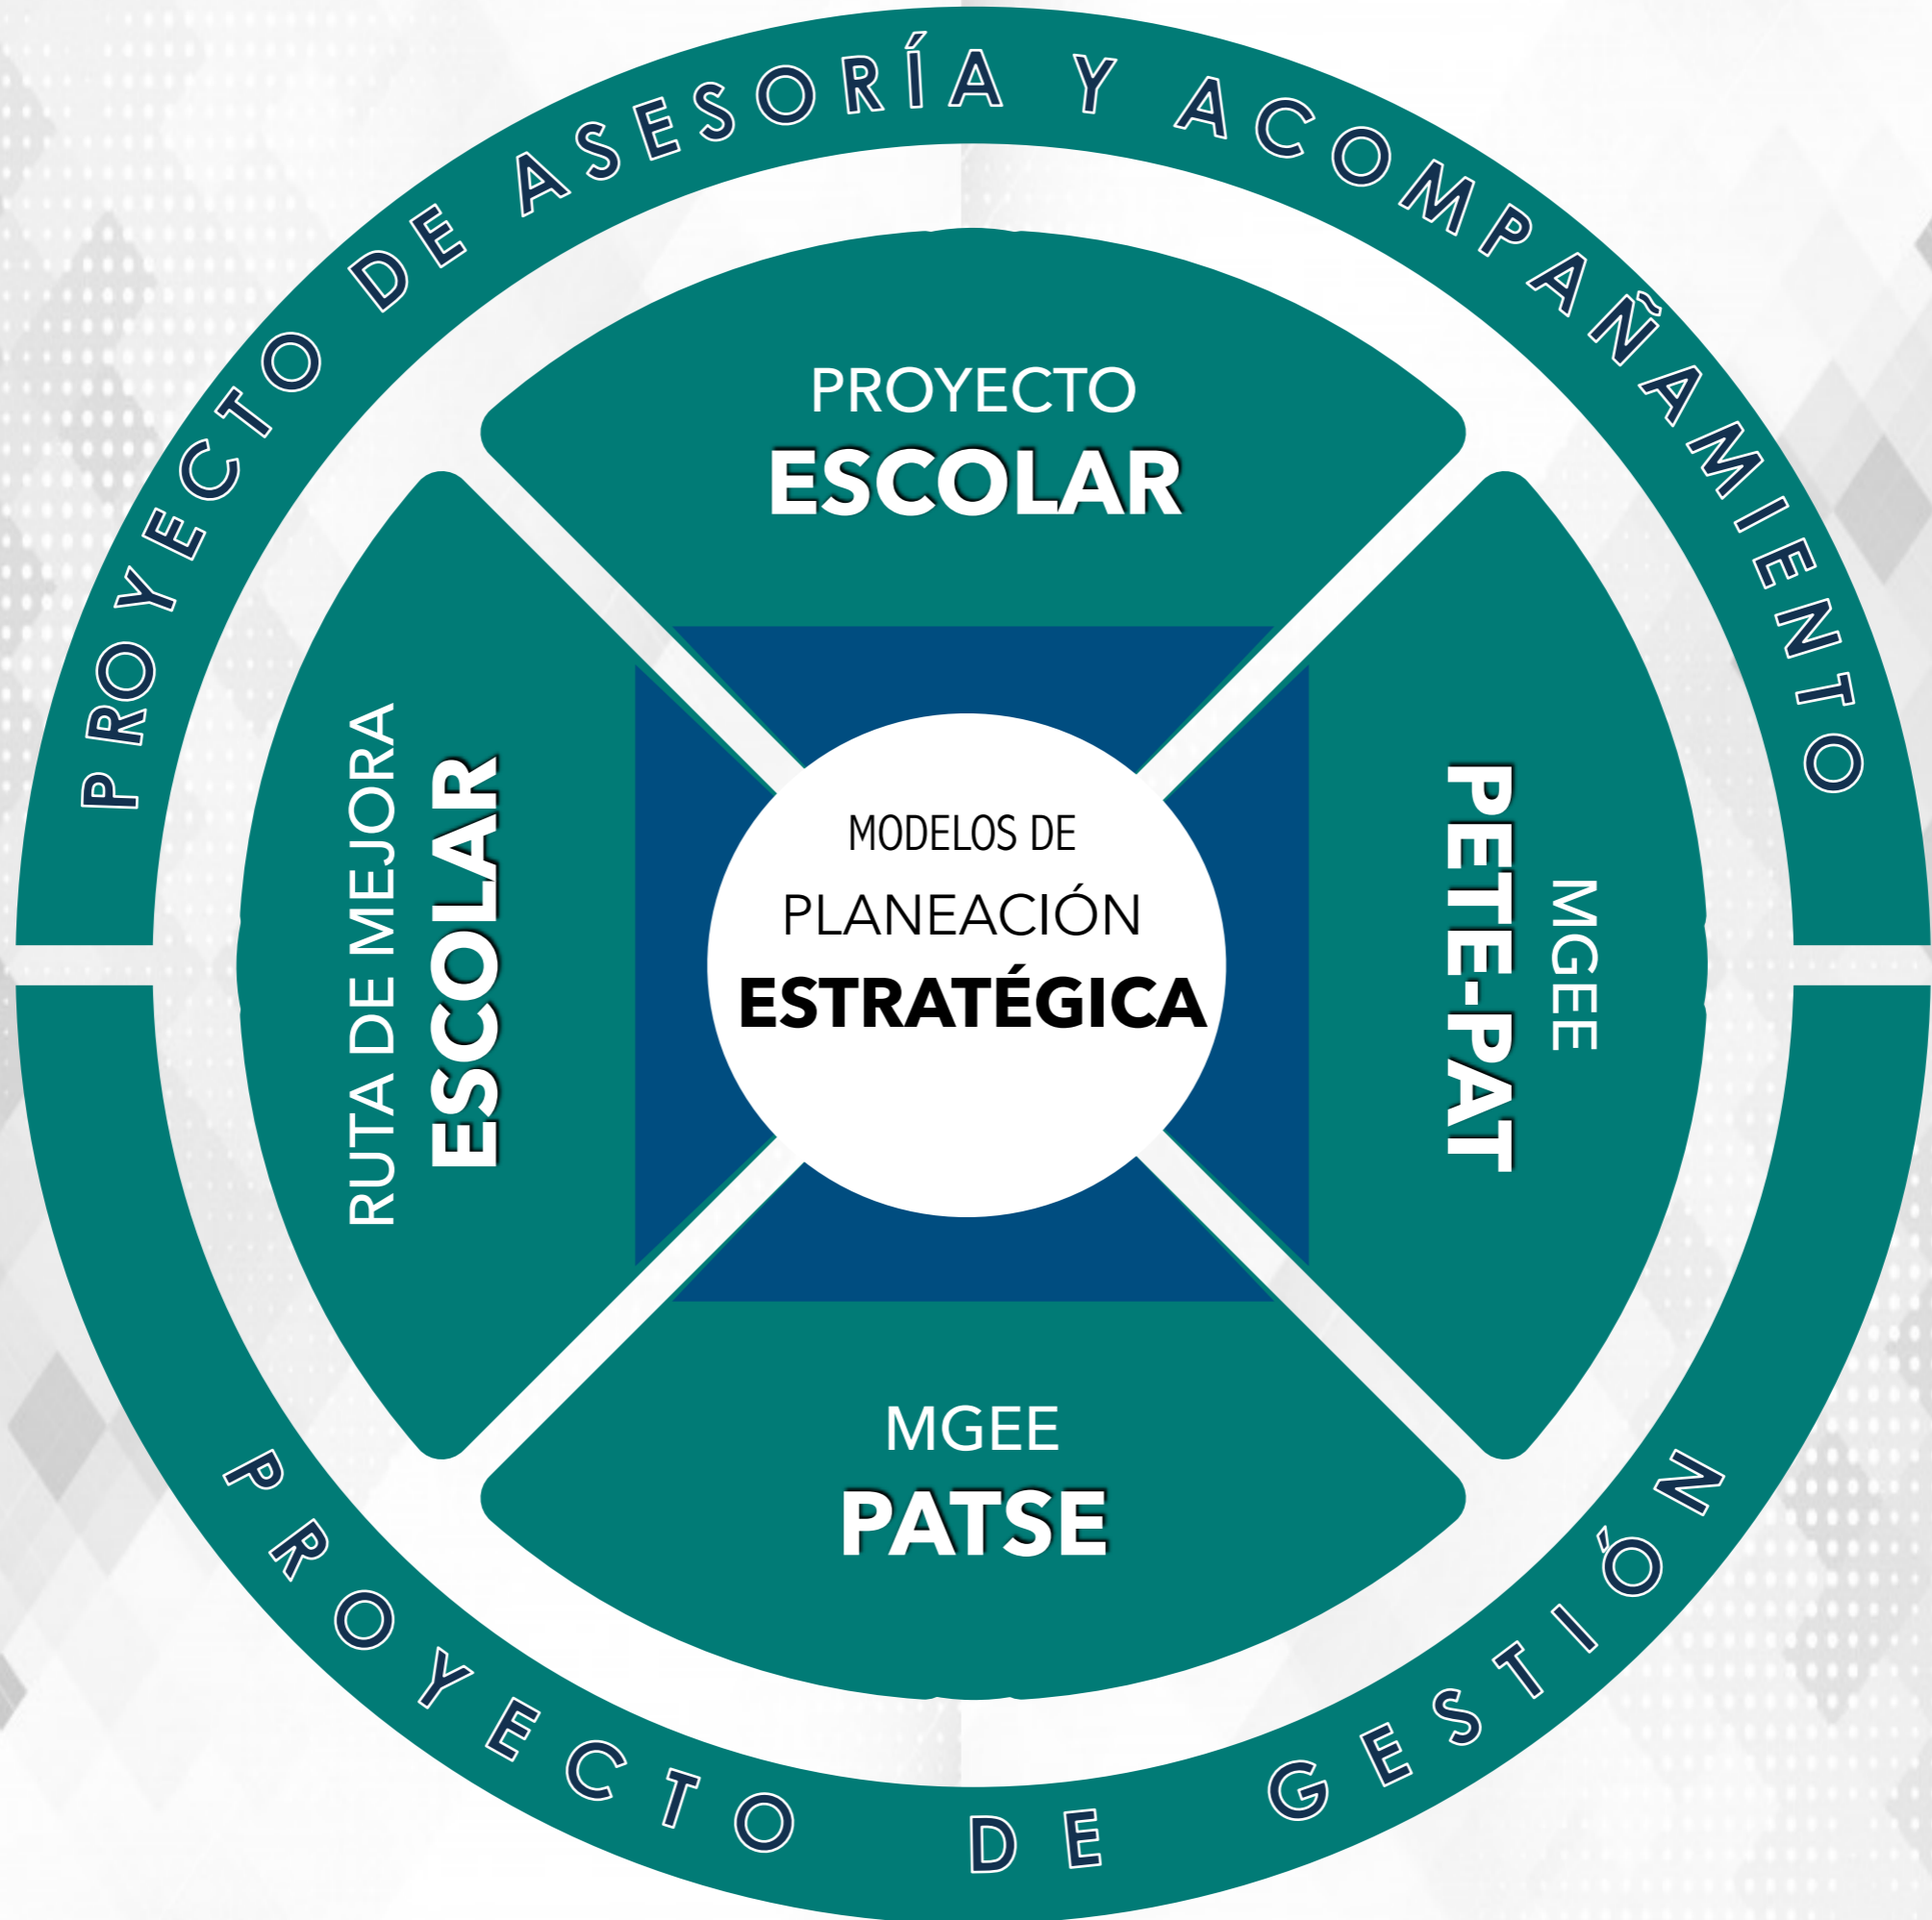 PROYECTO DE ASESORÍA Y ACOMPAÑAMIENTO
PROYECTO
ESCOLAR
RUTA DE MEJORA
ESCOLAR
MODELOS DE
PLANEACIÓN
ESTRATÉGICA
MGEE
PETE-PAT
MGEE
PATSE
PROYECTO DE GESTIÓN